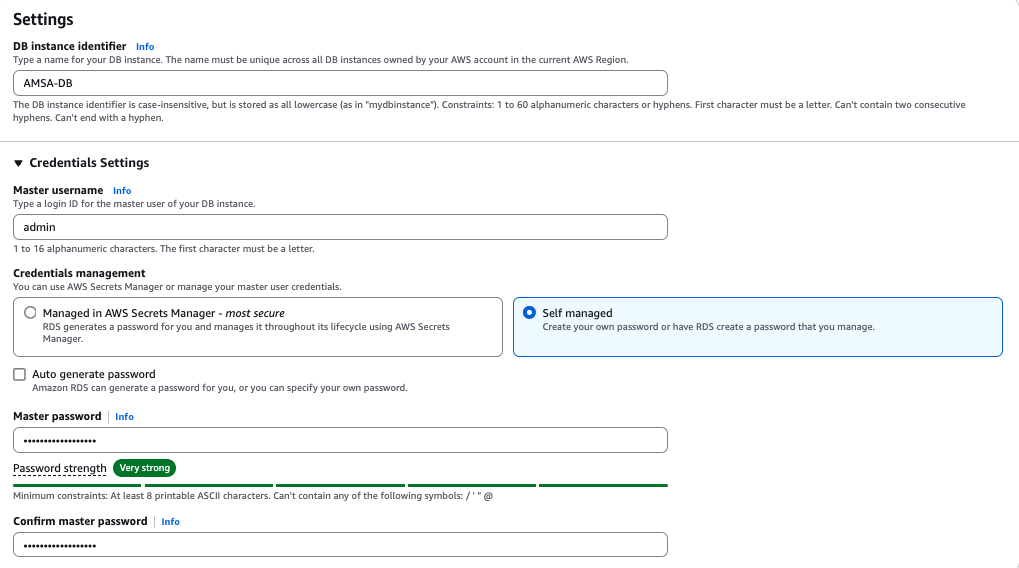 Settings
DB instance identifier Info
Type a name for your DB instance. The name must be unique across all DB instances owned by your AWS account in the current AWS Region.
AMSA-DB
The DB instance identifier is case-insensitive, but is stored as all lowercase (as in "mydbinstance"). Constraints: 1 to 60 alphanumeric characters or hyphens. First character must be a letter. Can't contain two consecutive
hyphens. Can't end with a hyphen.
▼ Credentials Settings
Master username Info
Type a login ID for the master user of your DB instance.
admin
1 to 16 alphanumeric characters. The first character must be a letter.
Credentials management
You can use AWS Secrets Manager or manage your master user credentials.
Managed in AWS Secrets Manager - most secure
RDS generates a password for you and manages it throughout its lifecycle using AWS Secrets
Manager.
Self managed
Create your own password or have RDS create a password that you manage.
Auto generate password
Amazon RDS can generate a password for you, or you can specify your own password.
Master password Info
••••••••••••••••••
Password strength Very strong
Minimum constraints: At least 8 printable ASCII characters. Can't contain any of the following symbols: / ' " @
Confirm master password Info
••••••••••••••••••